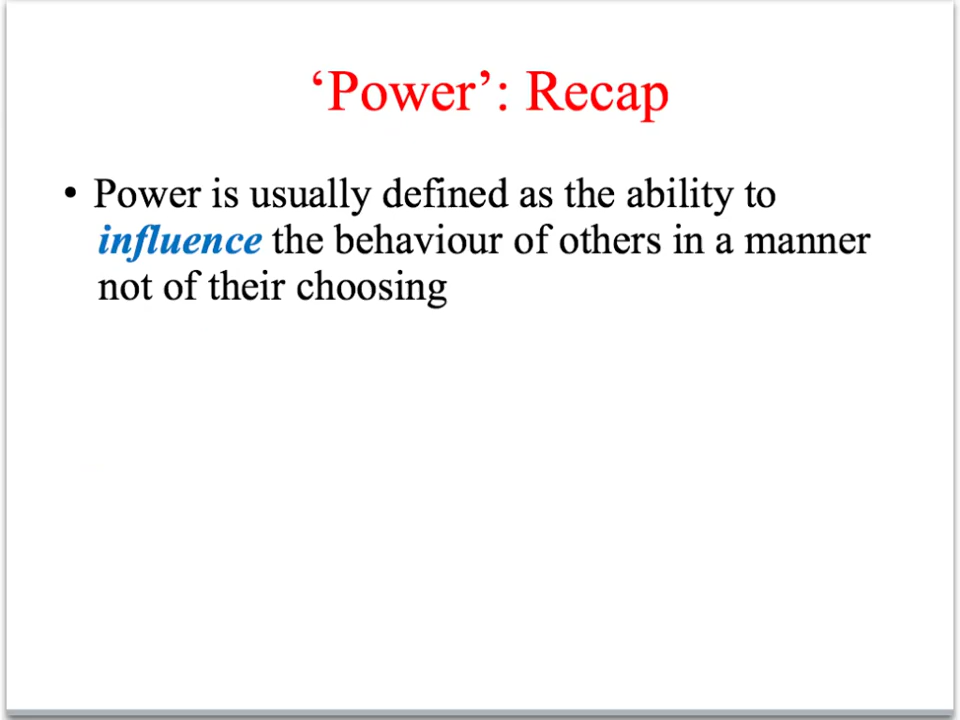 ‘Power’: Recap
• Power is usually defined as the ability to
influence the behaviour of others in a manner
not of their choosing